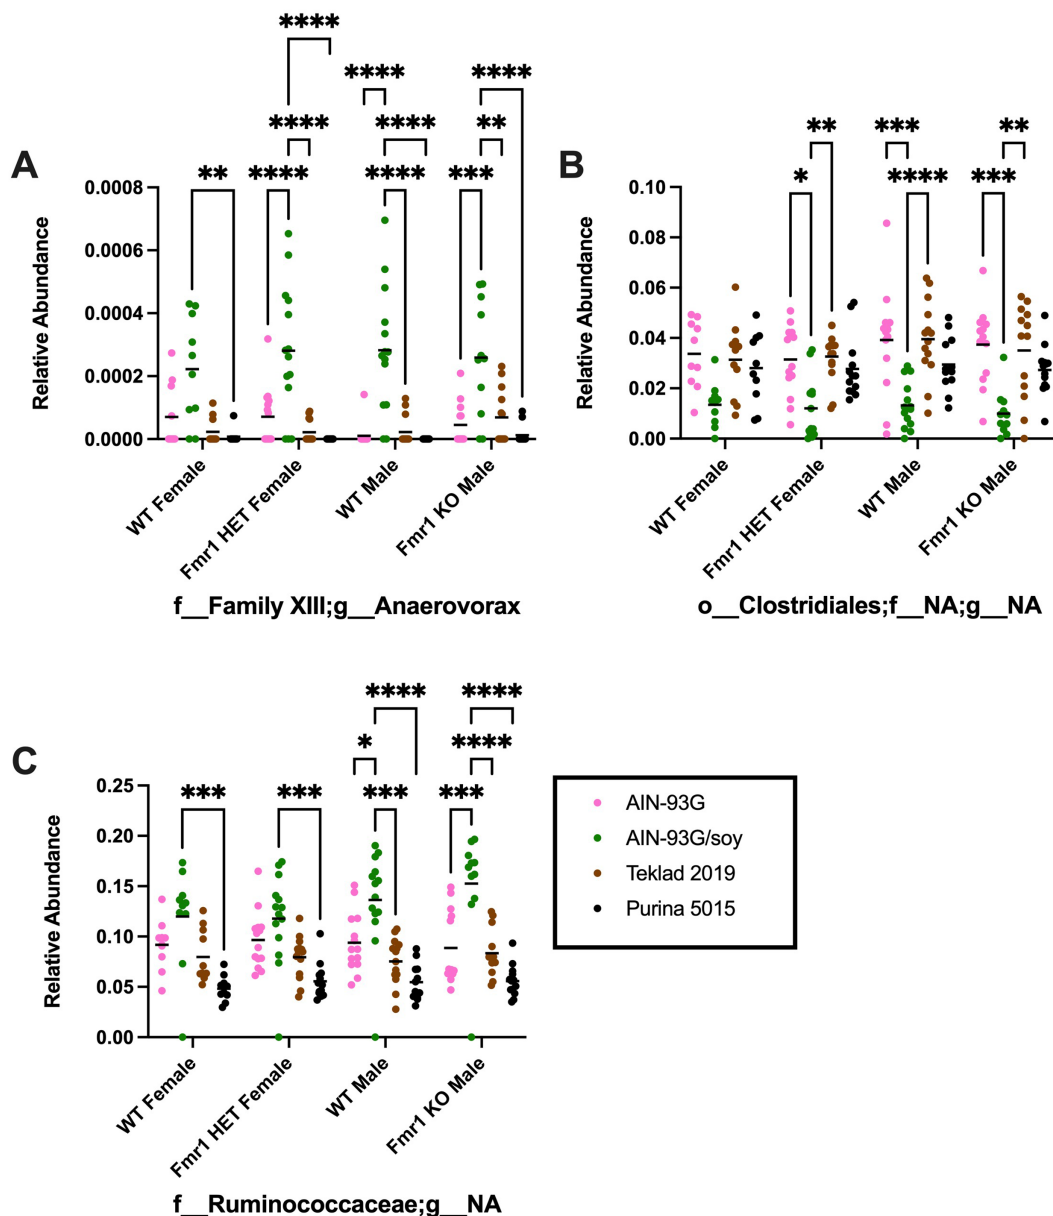 ****
**** ****
A
**
****
****
****
****
****
***
**
Relative Abundance
0.0008
0.0006
0.0004
0.0002
0.0000
WT Female
Fmr1 HET Female
WT Male
Fmr1 KO Male
f__Family XIII;g__Anaerovorax
B
*
**
***
****
***
**
Relative Abundance
0.10
0.08
0.06
0.04
0.02
0.00
WT Female
Fmr1 HET Female
WT Male
Fmr1 KO Male
o__Clostridiales;f__NA;g__NA
C
****
****
*
****
***
***
***
***
Relative Abundance
0.25
0.20
0.15
0.10
0.05
0.00
WT Female
Fmr1 HET Female
WT Male
Fmr1 KO Male
f__Ruminococcaceae;g__NA
AIN-93G
AIN-93G/soy
Teklad 2019
Purina 5015